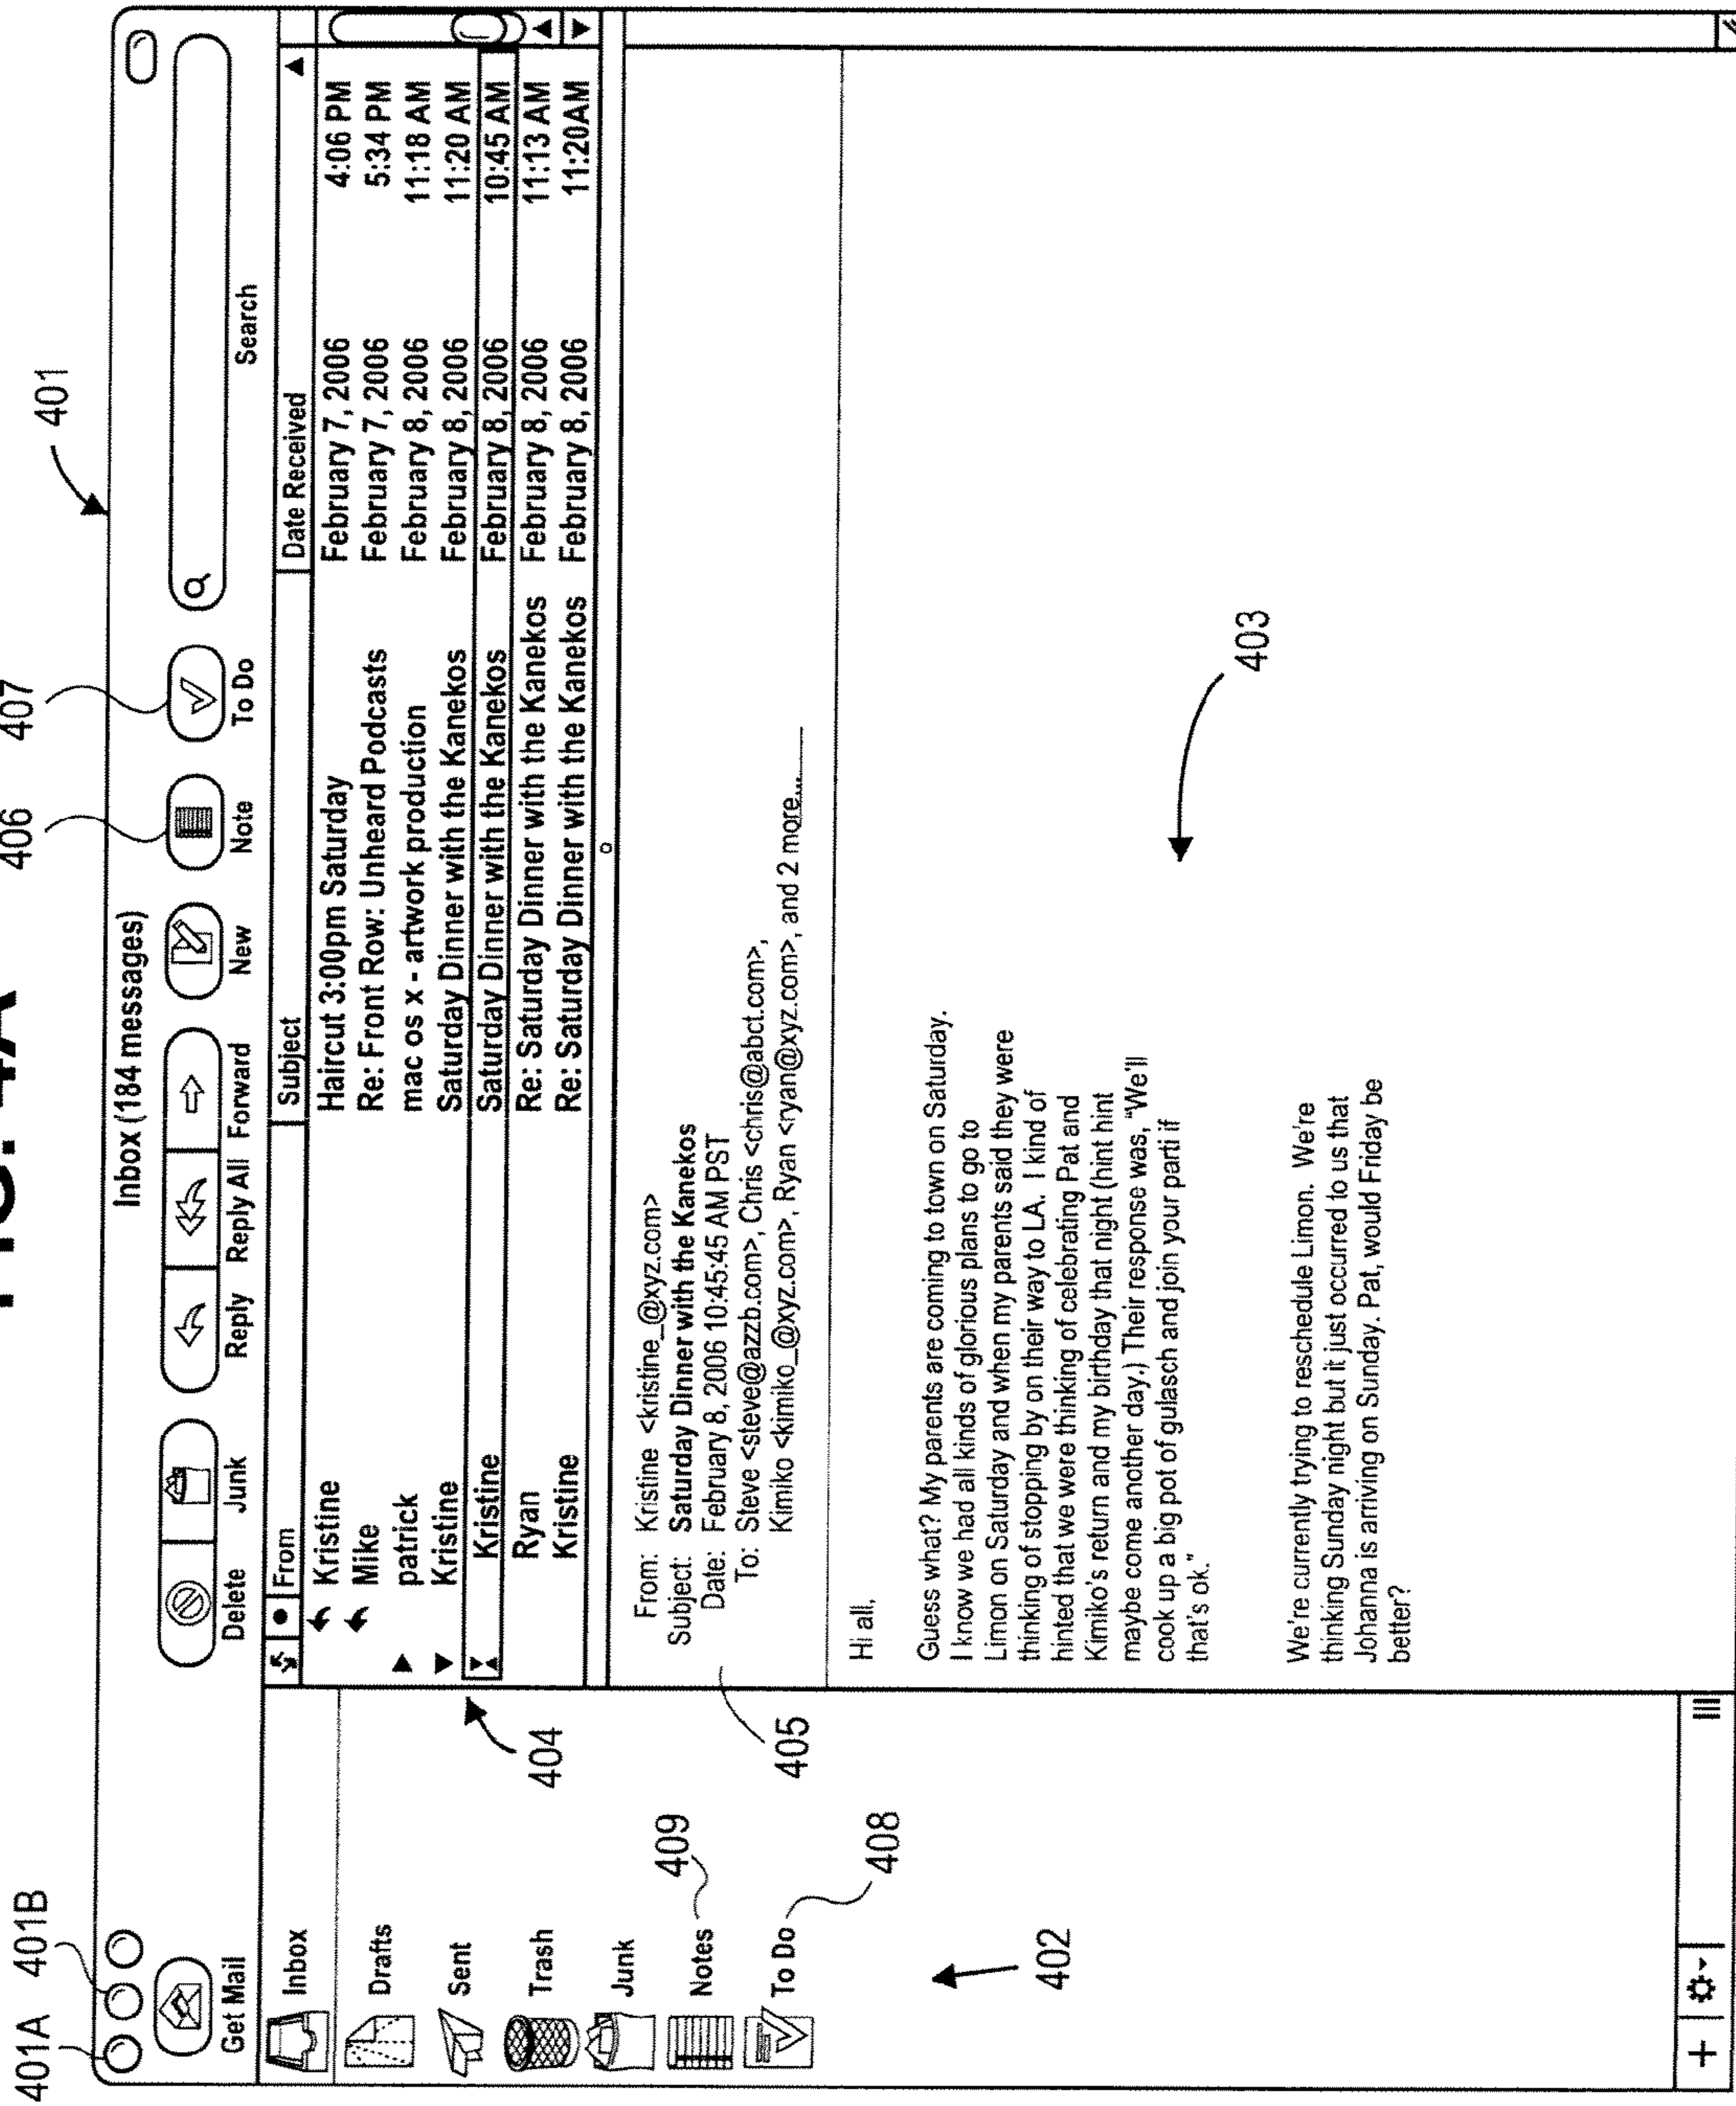 FIG. 4A
401A 401B 406 407 401
Inbox (184 messages)
Get Mail Delete Junk Reply Reply All Forward New Note To Do Search
From Subject Date Received
Kristine Haircut 3:00pm Saturday February 7, 2006 4:06 PM
Mike Re: Front Row: Unheard Podcasts February 7, 2006 5:34 PM
patrick mac os x - artwork production February 8, 2006 11:18 AM
Kristine Saturday Dinner with the Kanekos February 8, 2006 11:20 AM
Kristine Saturday Dinner with the Kanekos February 8, 2006 10:45 AM
Ryan Re: Saturday Dinner with the Kanekos February 8, 2006 11:13 AM
Kristine Re: Saturday Dinner with the Kanekos February 8, 2006 11:20AM
Inbox
Drafts
Sent
Trash
Junk
Notes
To Do
404
409
405
408
402
From: Kristine <kristine_@xyz.com>
Subject: Saturday Dinner with the Kanekos
Date: February 8, 2006 10:45:45 AM PST
To: Steve <steve@azzb.com>, Chris <chris@abct.com>,
Kimiko <kimiko_@xyz.com>, Ryan <ryan@xyz.com>, and 2 more...
Hi all,
Guess what? My parents are coming to town on Saturday.
I know we had all kinds of glorious plans to go to
Limon on Saturday and when my parents said they were
thinking of stopping by on their way to LA. I kind of
hinted that we were thinking of celebrating Pat and
Kimiko's return and my birthday that night (hint hint
maybe come another day.) Their response was, "We'll
cook up a big pot of gulasch and join your parti if
that's ok."
403
We're currently trying to reschedule Limon. We're
thinking Sunday night but it just occurred to us that
Johanna is arriving on Sunday. Pat, would Friday be
better?